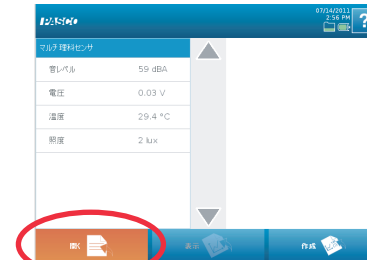 PASCO
07/14/2011
2:56 PM
?
マルチ理科センサ
音レベル 59 dBA
電圧 0.03 V
温度 29.4 °C
照度 2 lux
開く
表示
作成